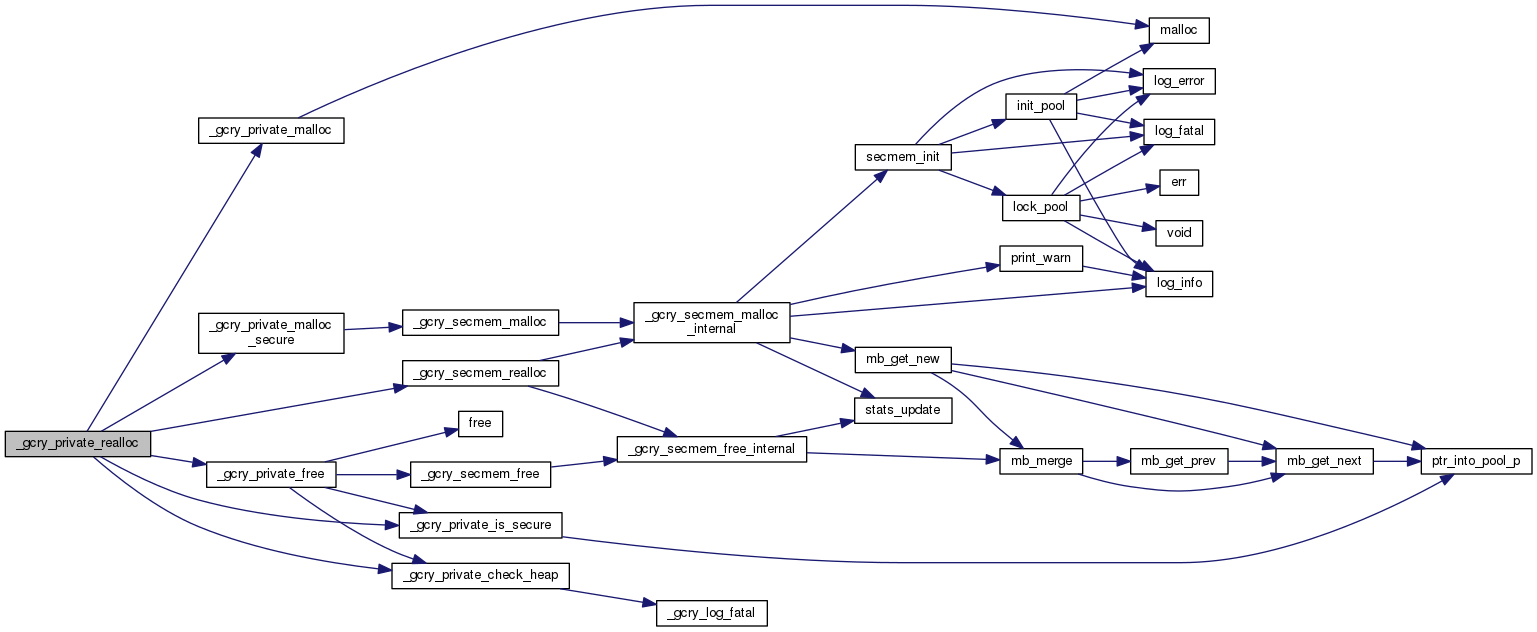 malloc
log_error
init_pool
_gcry_private_malloc
log_fatal
secmem_init
err
lock_pool
void
print_warn
log_info
_gcry_private_malloc
_secure
_gcry_secmem_malloc
_gcry_secmem_malloc
_internal
mb_get_new
_gcry_secmem_realloc
stats_update
free
_gcry_private_realloc
_gcry_secmem_free_internal
mb_merge
mb_get_prev
mb_get_next
ptr_into_pool_p
_gcry_private_free
_gcry_secmem_free
_gcry_private_is_secure
_gcry_private_check_heap
_gcry_log_fatal